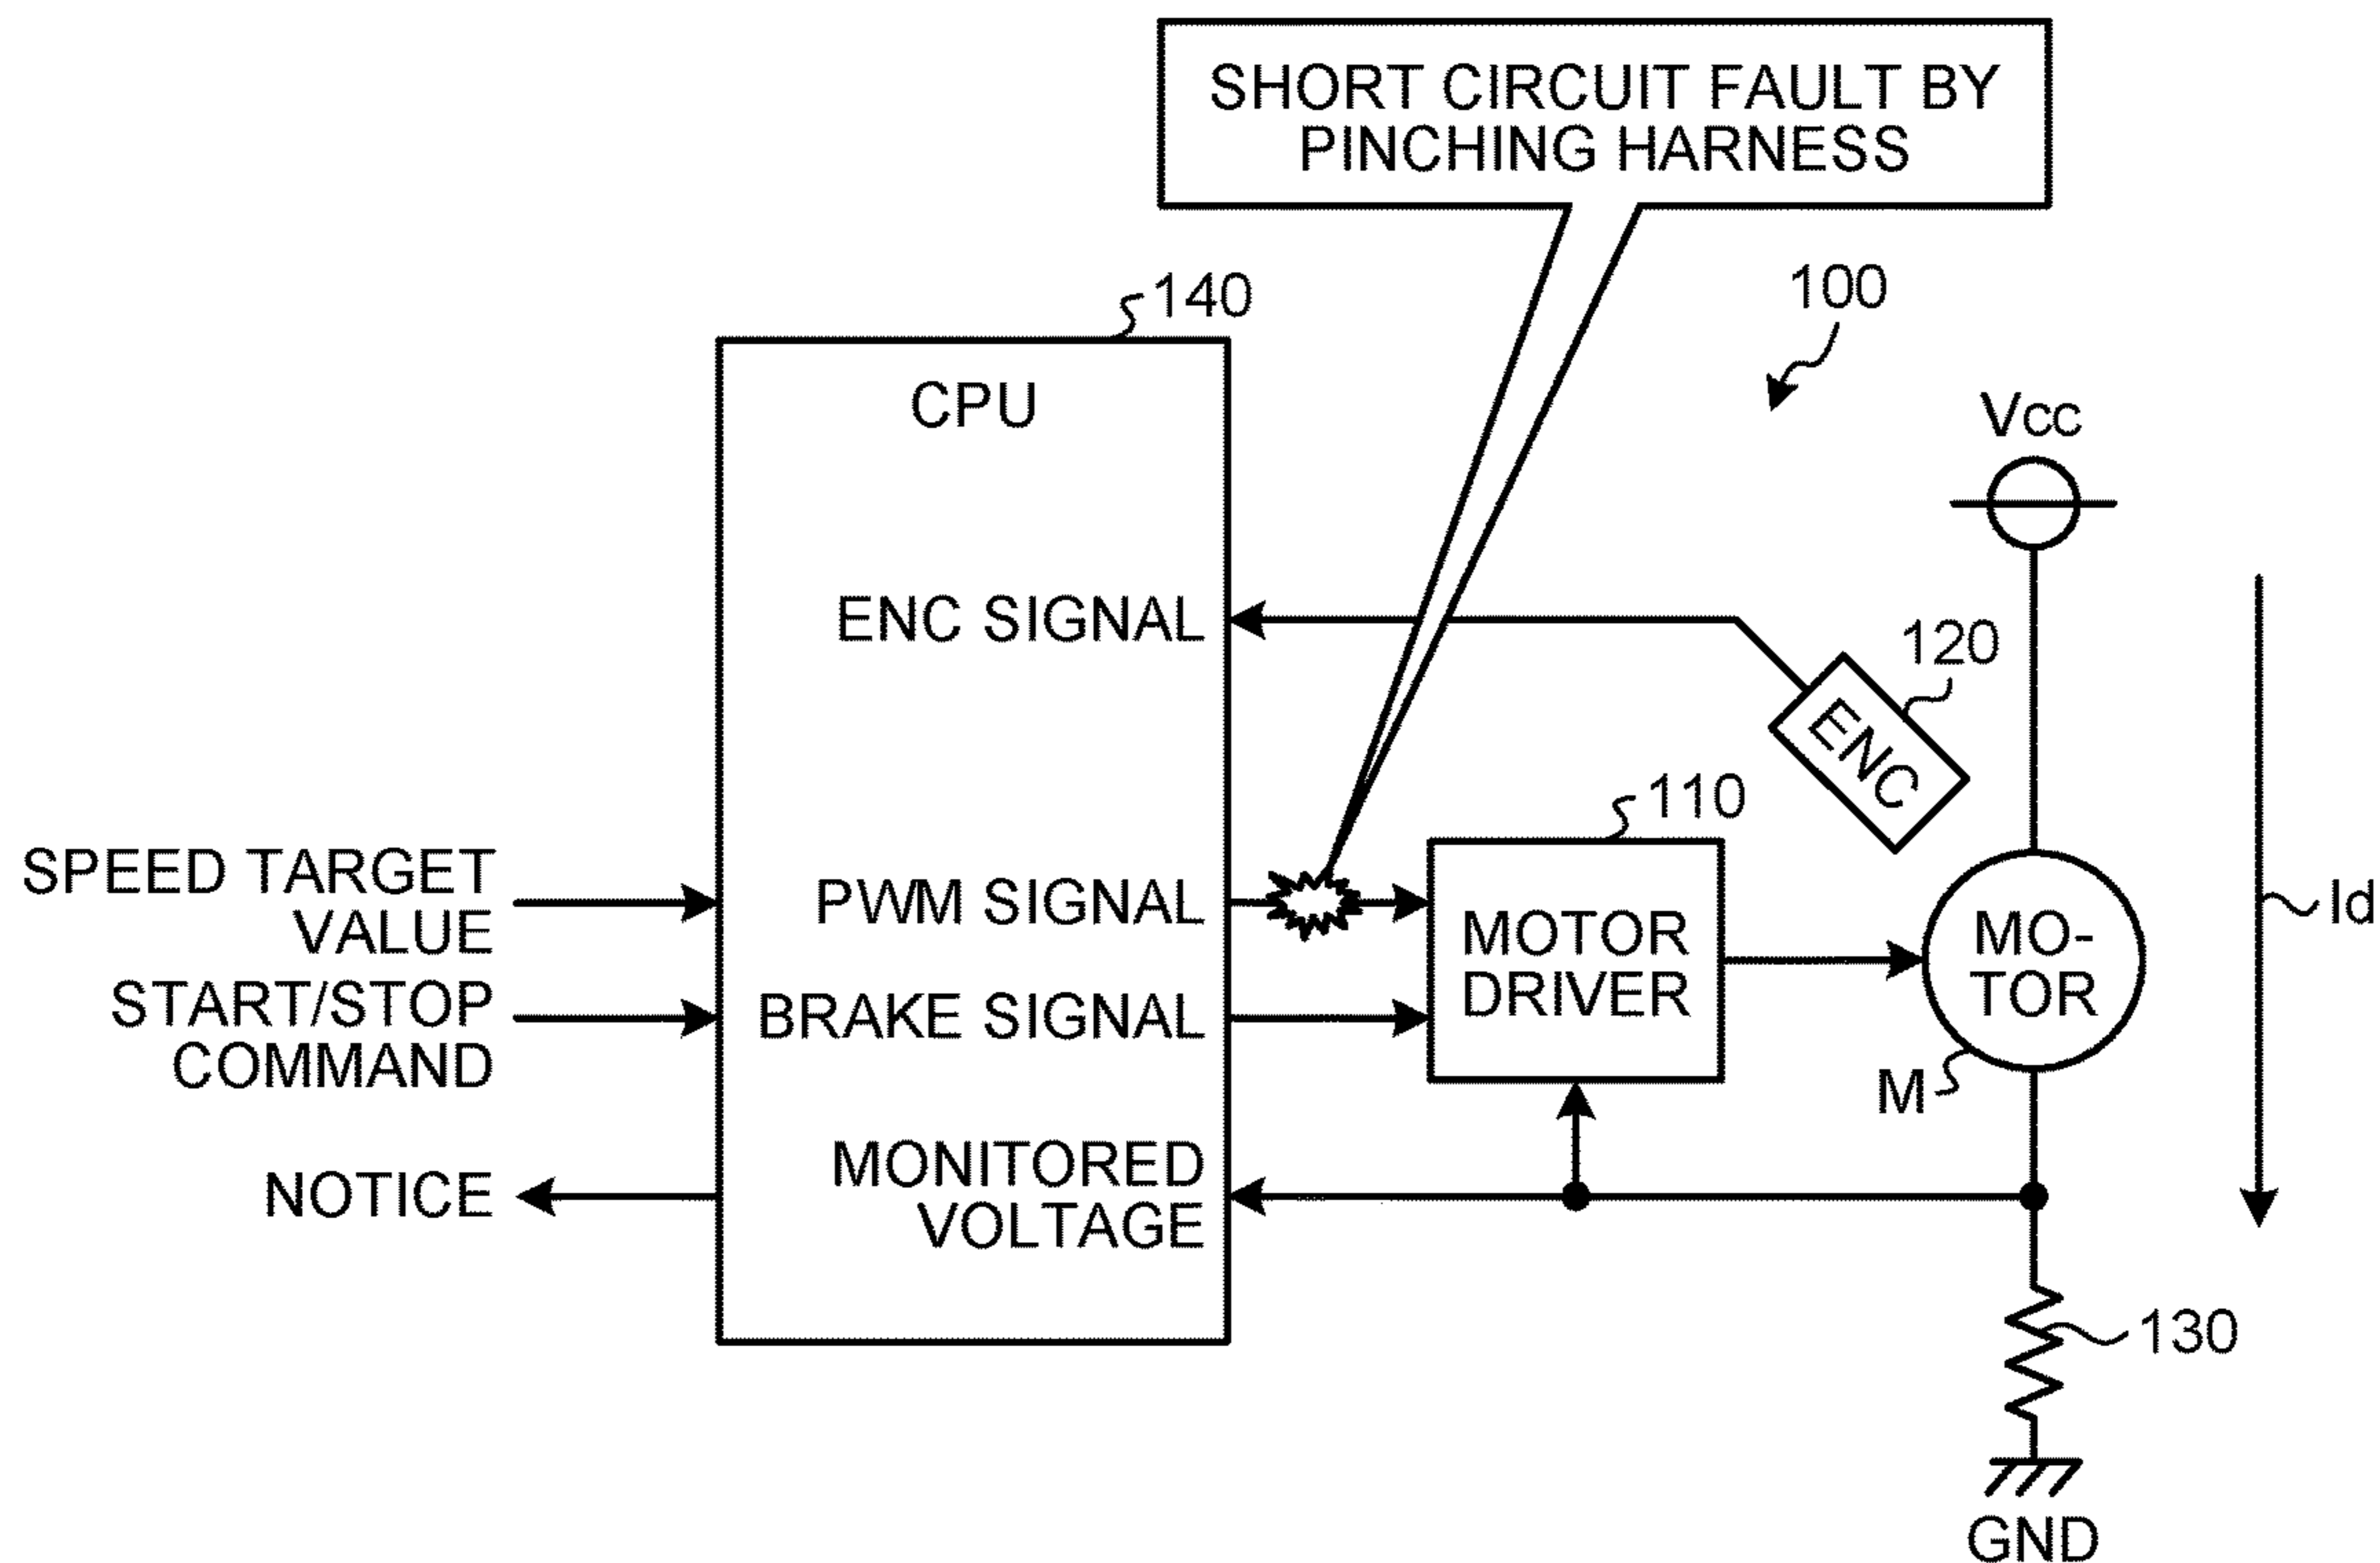 SHORT CIRCUIT FAULT BY
PINCHING HARNESS
140
100
CPU
Vcc
ENC SIGNAL
120
ENC
110
SPEED TARGET
VALUE
PWM SIGNAL
MOTOR
DRIVER
MO-
TOR
Id
START/STOP
COMMAND
BRAKE SIGNAL
M
NOTICE
MONITORED
VOLTAGE
130
GND